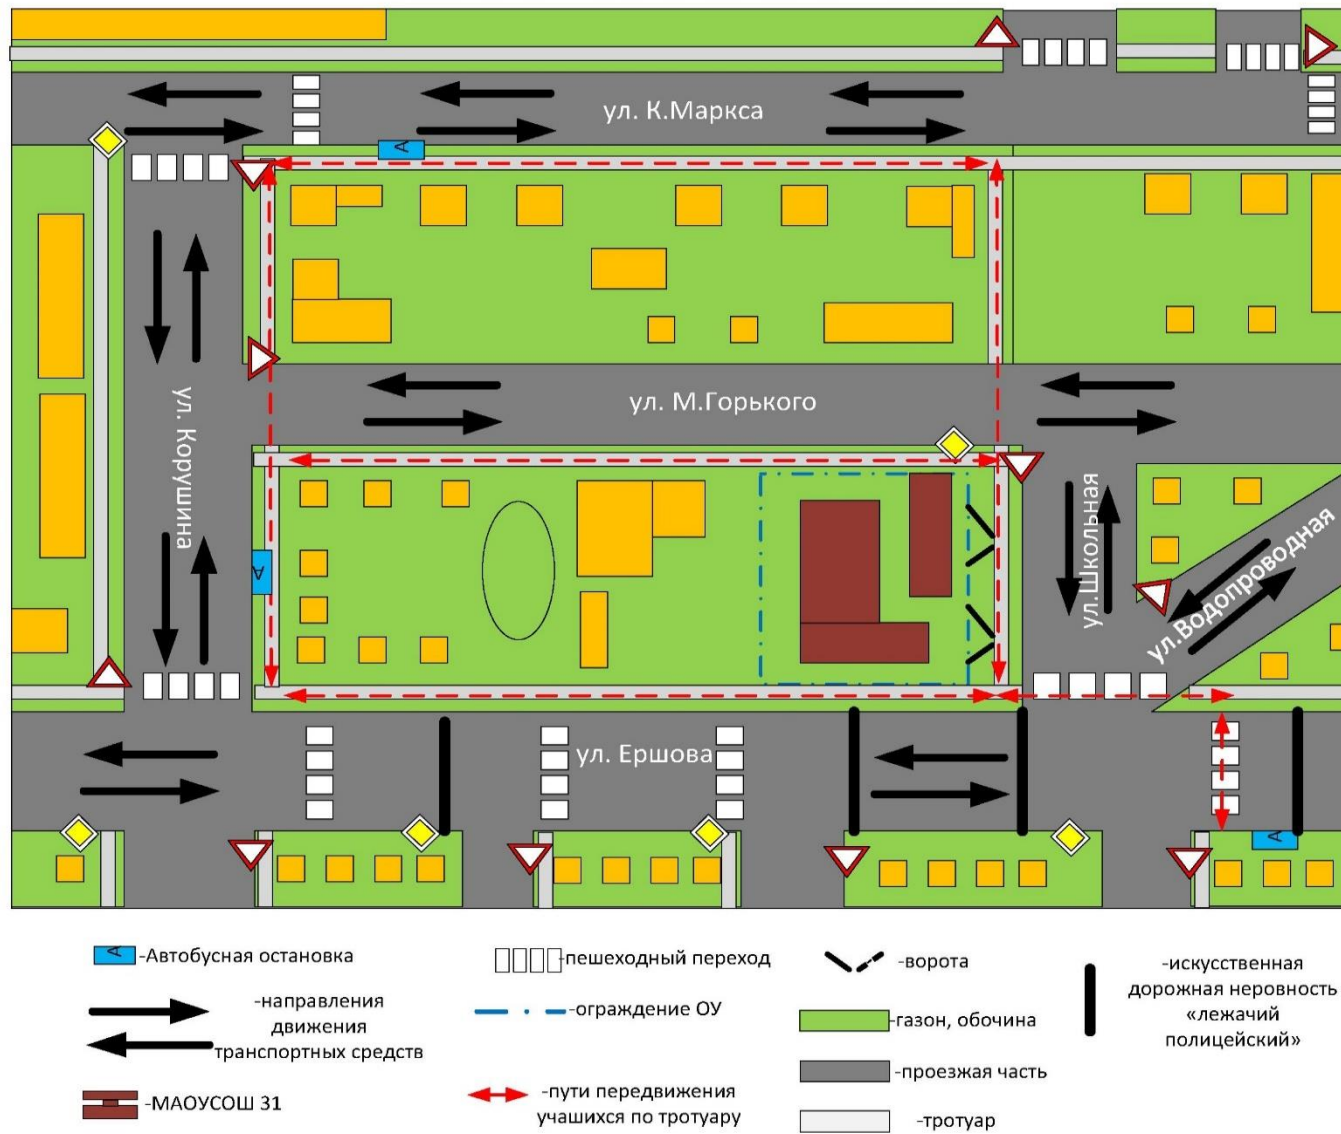 ул. К.Маркса
А
ул. М.Горького
ул. Корушина
А
ул.Школьная
ул.Водопроводная
ул. Ершова
А
А
-Автобусная остановка
-пешеходный переход
-ворота
-искусственная
дорожная неровность
«лежачий
полицейский»
-направления
движения
транспортных средств
-ограждение ОУ
-газон, обочина
-проезжая часть
-МАОУСОШ 31
-пути передвижения
учашихся по тротуару
-тротуар